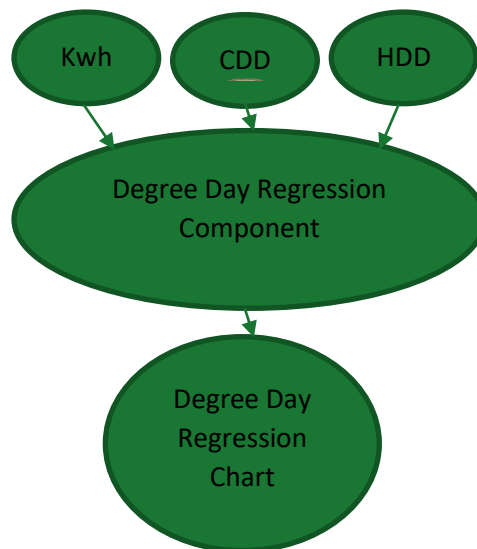 Kwh
CDD
HDD
Degree Day Regression
Component
Degree Day
Regression
Chart